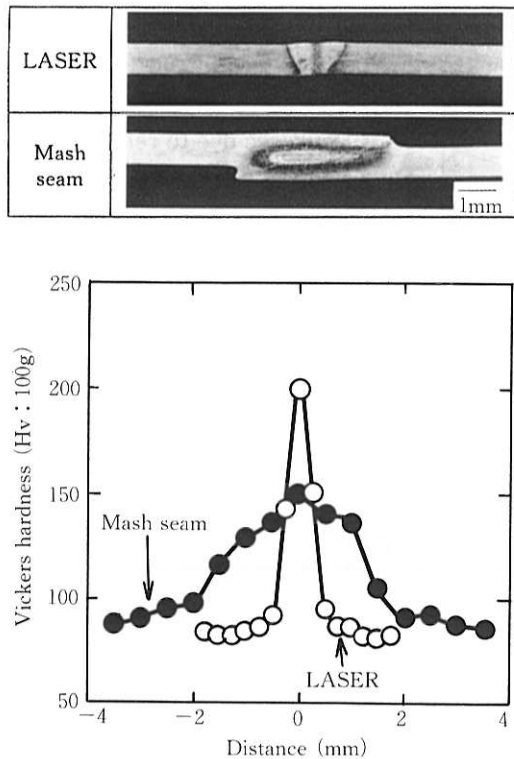 LASER
Mash
seam
1mm
250
200
150
100
50
Vickers hardness (Hv : 100g)
Mash seam
LASER
−4
−2
0
2
4
Distance (mm)